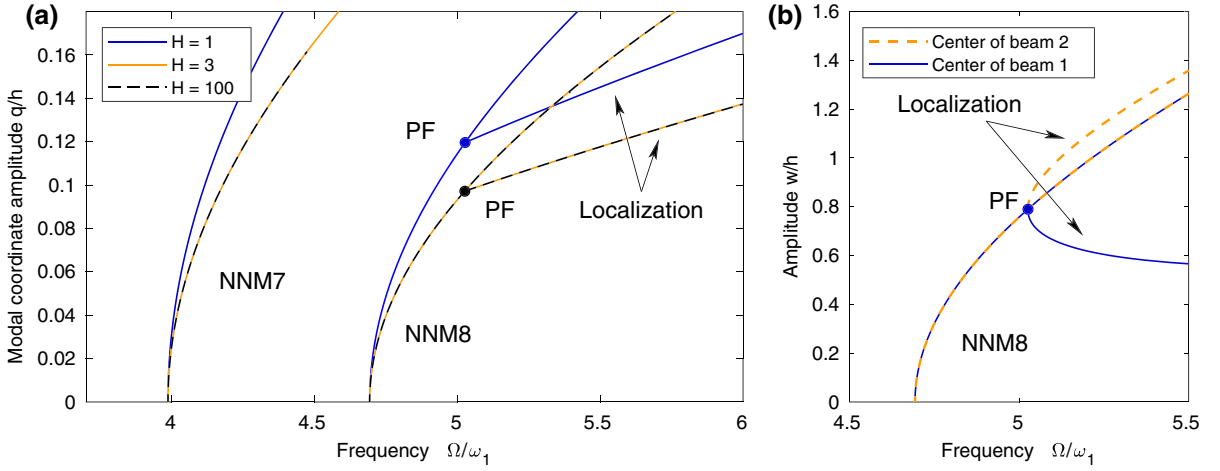 (a)
Modal coordinate amplitude q/h
0.16
0.14
0.12
0.1
0.08
0.06
0.04
0.02
0
H = 1
H = 3
H = 100
PF
PF
Localization
NNM7
NNM8
4
4.5
5
5.5
6
Frequency Ω/ω₁
(b)
Amplitude w/h
1.6
1.4
1.2
1
0.8
0.6
0.4
0.2
0
Center of beam 2
Center of beam 1
Localization
PF
NNM8
4.5
5
5.5
Frequency Ω/ω₁